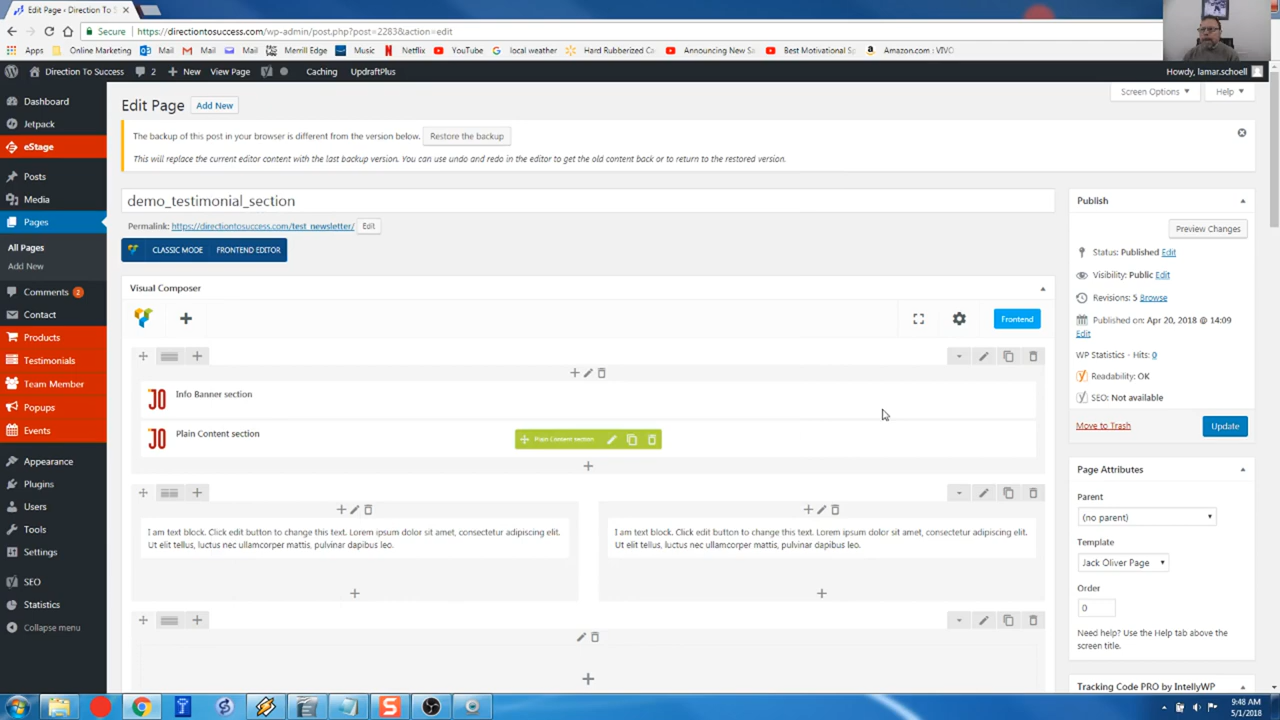 Edit Page ‹ Direction To S
Secure
https://directiontosuccess.com/wp-admin/post.php?post=2283&action=edit
Apps Online Marketing Mail Mail Mail Merrill Edge Music Netflix YouTube local weather Hard Rubberized Ca Announcing New Sa Best Motivational S Amazon.com : VIVO
Direction To Success 2 New View Page Caching UpdraftPlus Howdy, lamar.schoell
Dashboard
Jetpack
eStage
Posts
Media
Pages
All Pages
Add New
Comments 2
Contact
Products
Testimonials
Team Member
Popups
Events
Appearance
Plugins
Users
Tools
Settings
SEO
Statistics
Collapse menu
Screen Options Help
Edit Page Add New
The backup of this post in your browser is different from the version below. Restore the backup
This will replace the current editor content with the last backup version. You can use undo and redo in the editor to get the old content back or to return to the restored version.
demo_testimonial_section
Permalink: https://directiontosuccess.com/test_newsletter/ Edit
CLASSIC MODE FRONTEND EDITOR
Visual Composer
Frontend
JO Info Banner section
JO Plain Content section
Plain Content section
I am text block. Click edit button to change this text. Lorem ipsum dolor sit amet, consectetur adipiscing elit.
Ut elit tellus, luctus nec ullamcorper mattis, pulvinar dapibus leo.
I am text block. Click edit button to change this text. Lorem ipsum dolor sit amet, consectetur adipiscing elit.
Ut elit tellus, luctus nec ullamcorper mattis, pulvinar dapibus leo.
Publish
Preview Changes
Status: Published Edit
Visibility: Public Edit
Revisions: 5 Browse
Published on: Apr 20, 2018 @ 14:09
Edit
WP Statistics - Hits: 0
Readability: OK
SEO: Not available
Move to Trash Update
Page Attributes
Parent
(no parent)
Template
Jack Oliver Page
Order
0
Need help? Use the Help tab above the
screen title.
Tracking Code PRO by IntellyWP
9:48 AM
5/1/2018